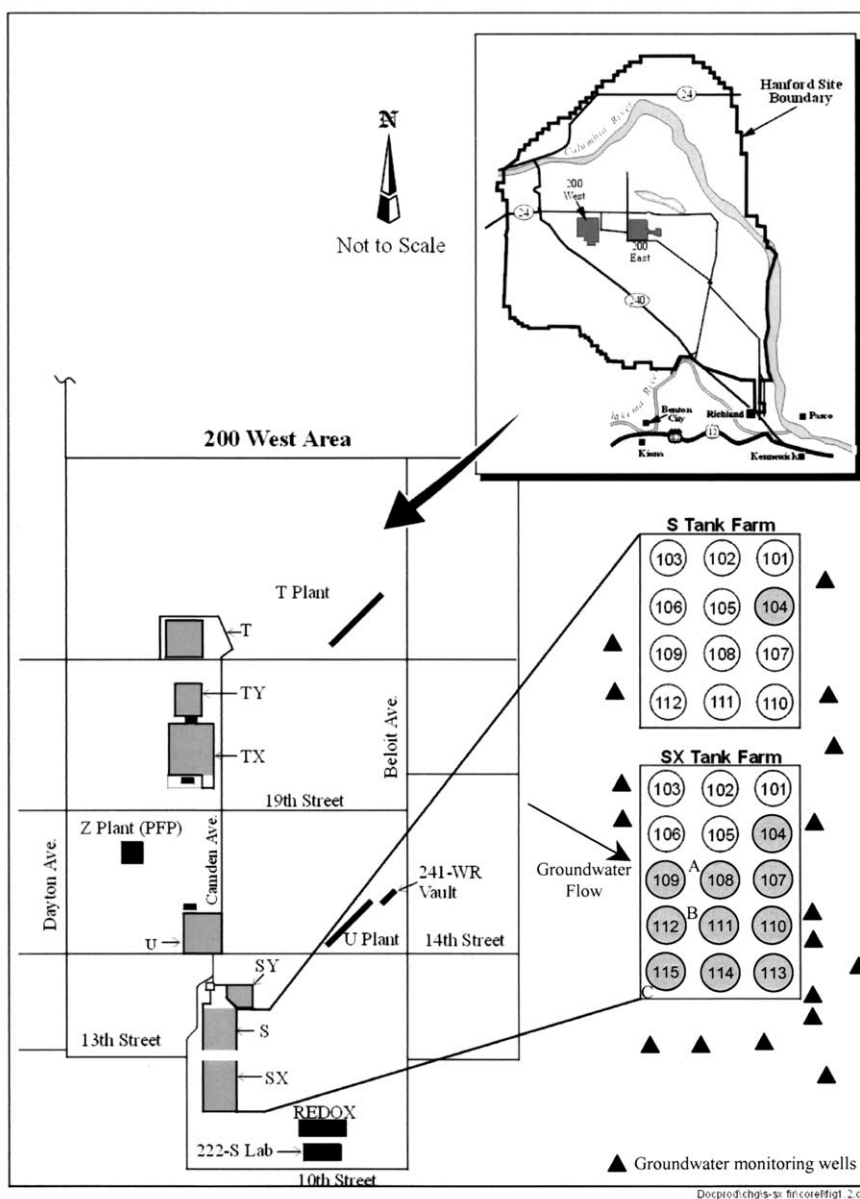 Hanford Site
Boundary
24
Columbia River
200
West
24
200
East
240
Benton
City
Richland
Pasco
Kiona
12
Kennewick
N
Not to Scale
200 West Area
T Plant
T
TY
TX
Beloit Ave.
19th Street
Z Plant (PFP)
Camden Ave.
Dayton Ave.
241-WR
Vault
U Plant
14th Street
U
SY
13th Street
S
SX
REDOX
222-S Lab
10th Street
S Tank Farm
103 102 101
106 105 104
109 108 107
112 111 110
SX Tank Farm
103 102 101
106 105 104
109 A 108 107
112 B 111 110
115 114 113
C
Groundwater
Flow
Groundwater monitoring wells